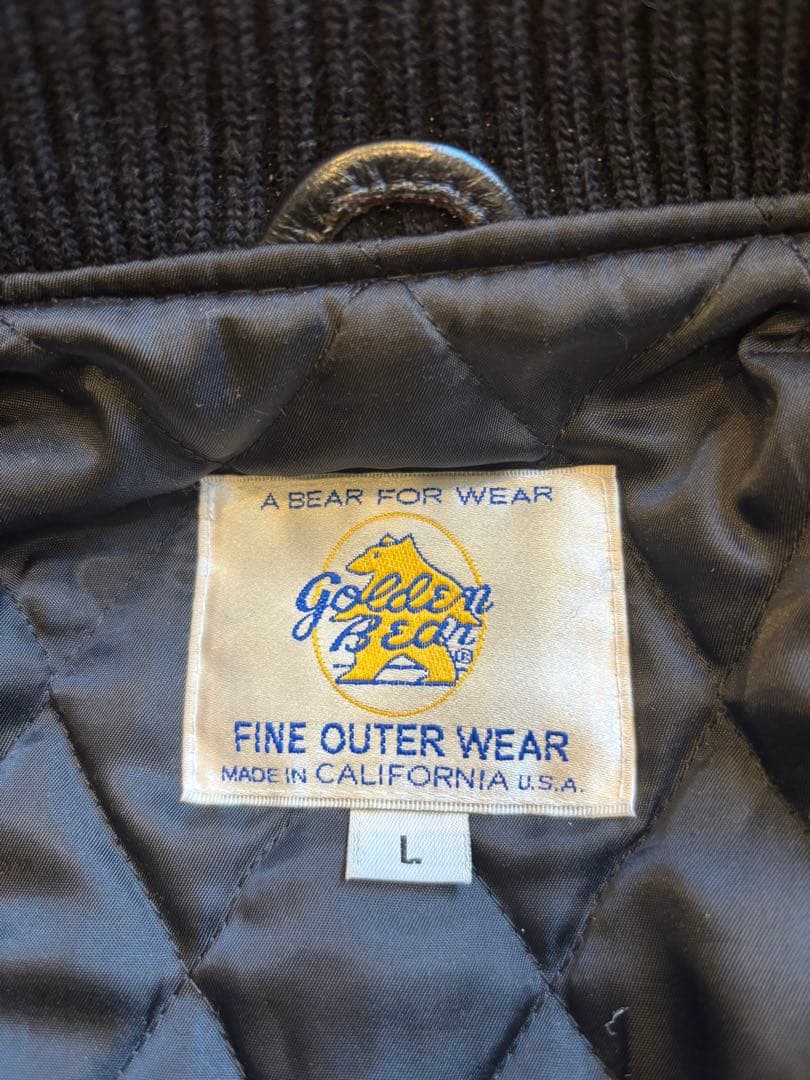 A BEAR FOR WEAR
Golden
Bear
FINE OUTER WEAR
MADE IN CALIFORNIA U.S.A.
L